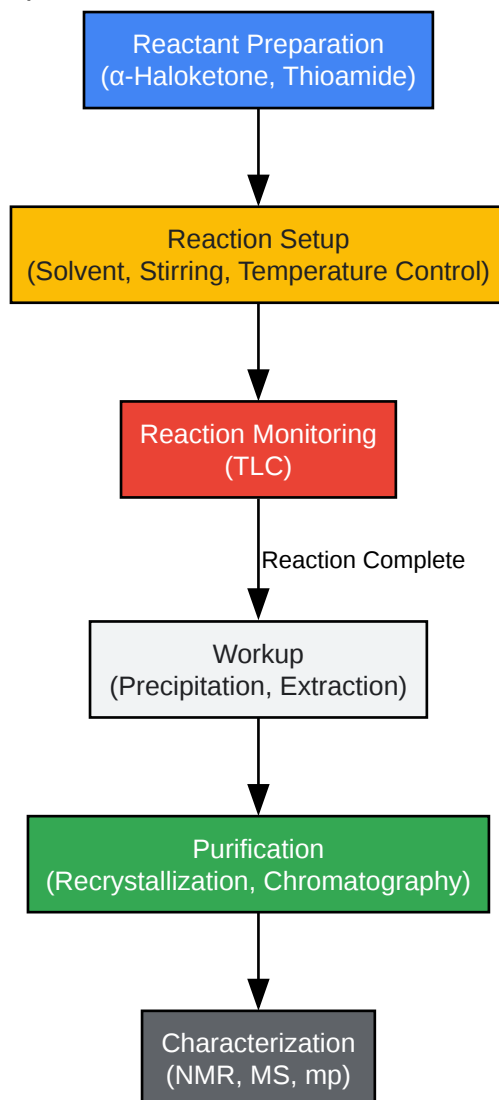 Reactant Preparation
(α-Haloketone, Thioamide)
Reaction Setup
(Solvent, Stirring, Temperature Control)
Reaction Monitoring
(TLC)
Reaction Complete
Workup
(Precipitation, Extraction)
Purification
(Recrystallization, Chromatography)
Characterization
(NMR, MS, mp)